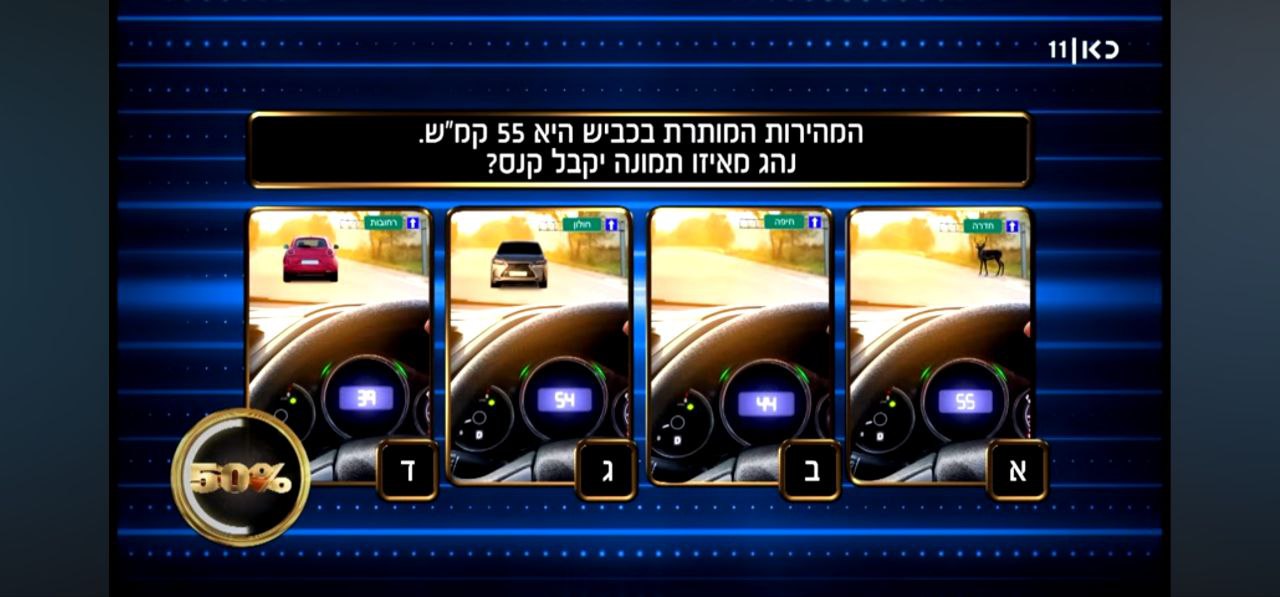 כאן 11
המהירות המותרת בכביש היא 55 קמ"ש.
נהג מאיזו תמונה יקבל קנס?
חדרה
55
D
א
חיפה
44
D
ב
חולון
54
D
ג
רחובות
39
ד
50%